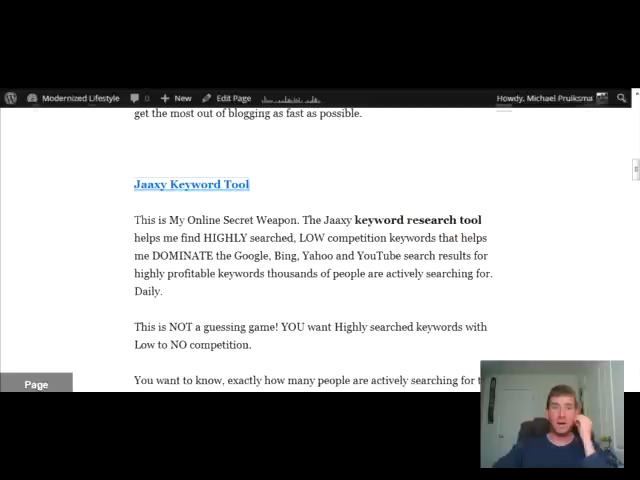 Modernized Lifestyle 0 New Edit Page Howdy, Michael Pruiksma
get the most out of blogging as fast as possible.
Jaaxy Keyword Tool
This is My Online Secret Weapon. The Jaaxy keyword research tool
helps me find HIGHLY searched, LOW competition keywords that helps
me DOMINATE the Google, Bing, Yahoo and YouTube search results for
highly profitable keywords thousands of people are actively searching for.
Daily.
This is NOT a guessing game! YOU want Highly searched keywords with
Low to NO competition.
You want to know, exactly how many people are actively searching for
Page